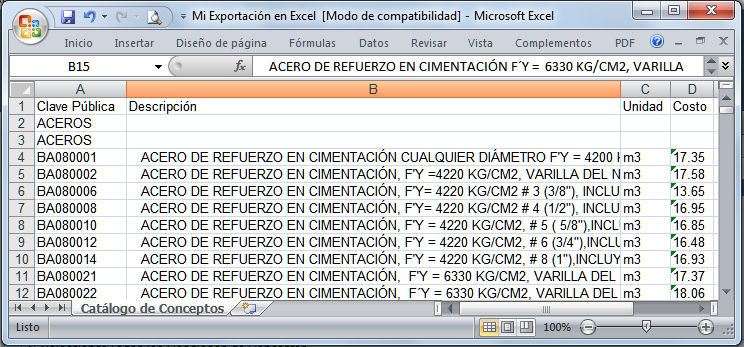 Mi Exportación en Excel [Modo de compatibilidad] - Microsoft Excel
Inicio Insertar Diseño de página Fórmulas Datos Revisar Vista Complementos PDF
B15 fx ACERO DE REFUERZO EN CIMENTACIÓN F´Y = 6330 KG/CM2, VARILLA
A B C D
1 Clave Pública Descripción Unidad Costo
2 ACEROS
3 ACEROS
4 BA080001 ACERO DE REFUERZO EN CIMENTACIÓN CUALQUIER DIÁMETRO F'Y = 4200 m3 17.35
5 BA080002 ACERO DE REFUERZO EN CIMENTACIÓN, F'Y =4220 KG/CM2, VARILLA DEL N m3 17.58
6 BA080006 ACERO DE REFUERZO EN CIMENTACIÓN, F'Y = 4220 KG/CM2 # 3 (3/8"), INCLU m3 13.65
7 BA080008 ACERO DE REFUERZO EN CIMENTACIÓN, F'Y = 4220 KG/CM2 # 4 (1/2"), INCLU m3 16.95
8 BA080010 ACERO DE REFUERZO EN CIMENTACIÓN, F'Y = 4220 KG/CM2, # 5 ( 5/8"),INCLU m3 16.85
9 BA080012 ACERO DE REFUERZO EN CIMENTACIÓN, F'Y = 4220 KG/CM2, # 6 (3/4"),INCLU m3 16.48
10 BA080014 ACERO DE REFUERZO EN CIMENTACIÓN, F'Y = 4220 KG/CM2, # 8 (1"),INCLUY m3 16.93
11 BA080021 ACERO DE REFUERZO EN CIMENTACIÓN, F´Y = 6330 KG/CM2, VARILLA DEL m3 17.37
12 BA080022 ACERO DE REFUERZO EN CIMENTACIÓN, F´Y = 6330 KG/CM2, VARILLA DEL m3 18.06
Catálogo de Conceptos
Listo 100%